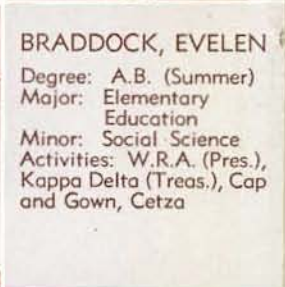 BRADDOCK, EVELEN
Degree: A.B. (Summer)
Major: Elementary
Education
Minor: Social Science
Activities: W.R.A. (Pres.),
Kappa Delta (Treas.), Cap
and Gown, Cetza